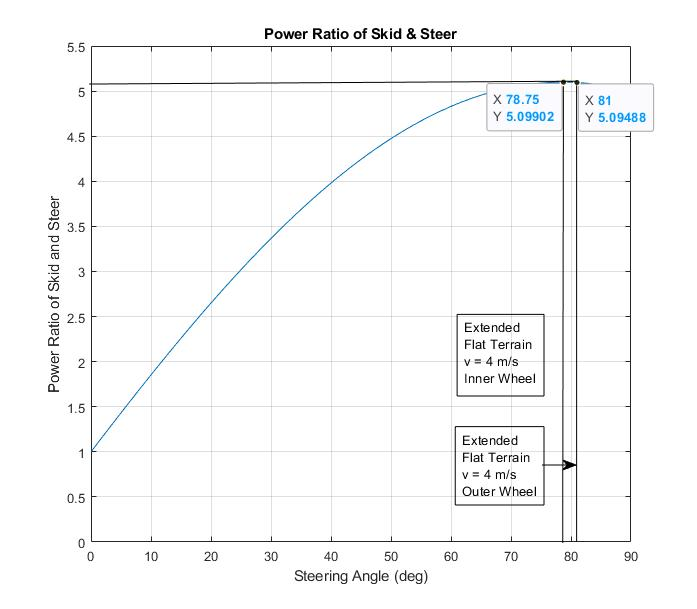 Power Ratio of Skid & Steer
Power Ratio of Skid and Steer
5.5
5
4.5
4
3.5
3
2.5
2
1.5
1
0.5
0
X 78.75
Y 5.09902
X 81
Y 5.09488
Extended
Flat Terrain
v = 4 m/s
Inner Wheel
Extended
Flat Terrain
v = 4 m/s
Outer Wheel
0 10 20 30 40 50 60 70 80 90
Steering Angle (deg)